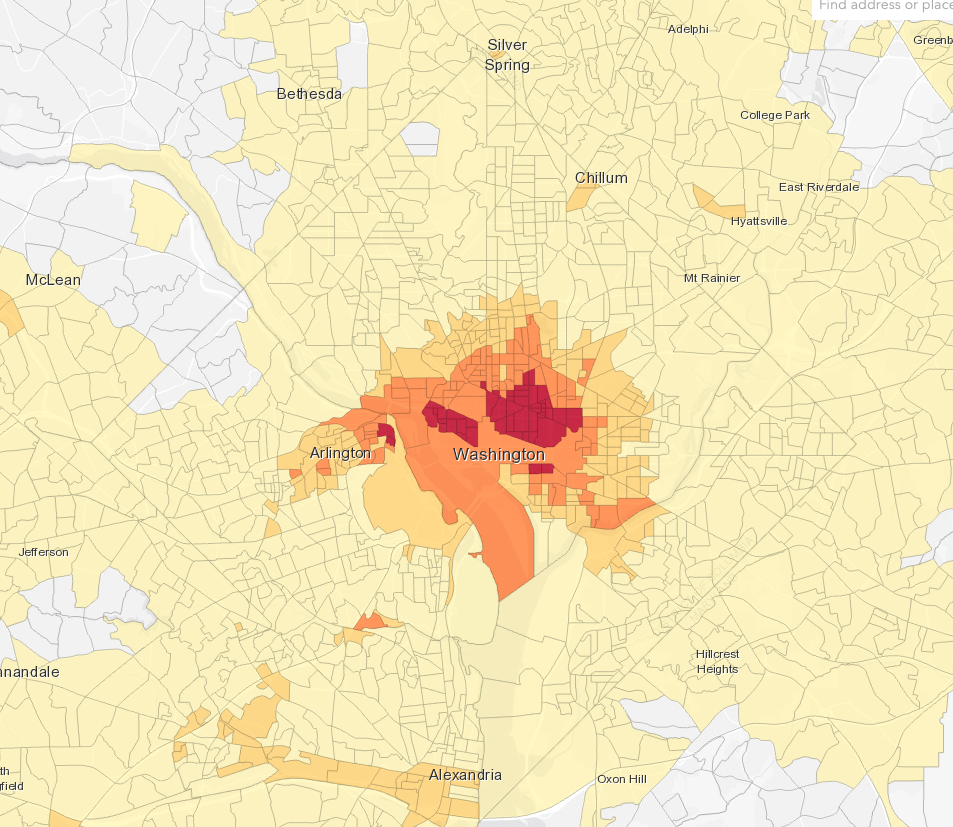 Find address or place
Adelphi
Greenb
Silver
Spring
Bethesda
College Park
Chillum
East Riverdale
Hyattsville
McLean
Mt Rainier
Arlington
Washington
Jefferson
Hillcrest
Heights
nnandale
th
field
Alexandria
Oxon Hill